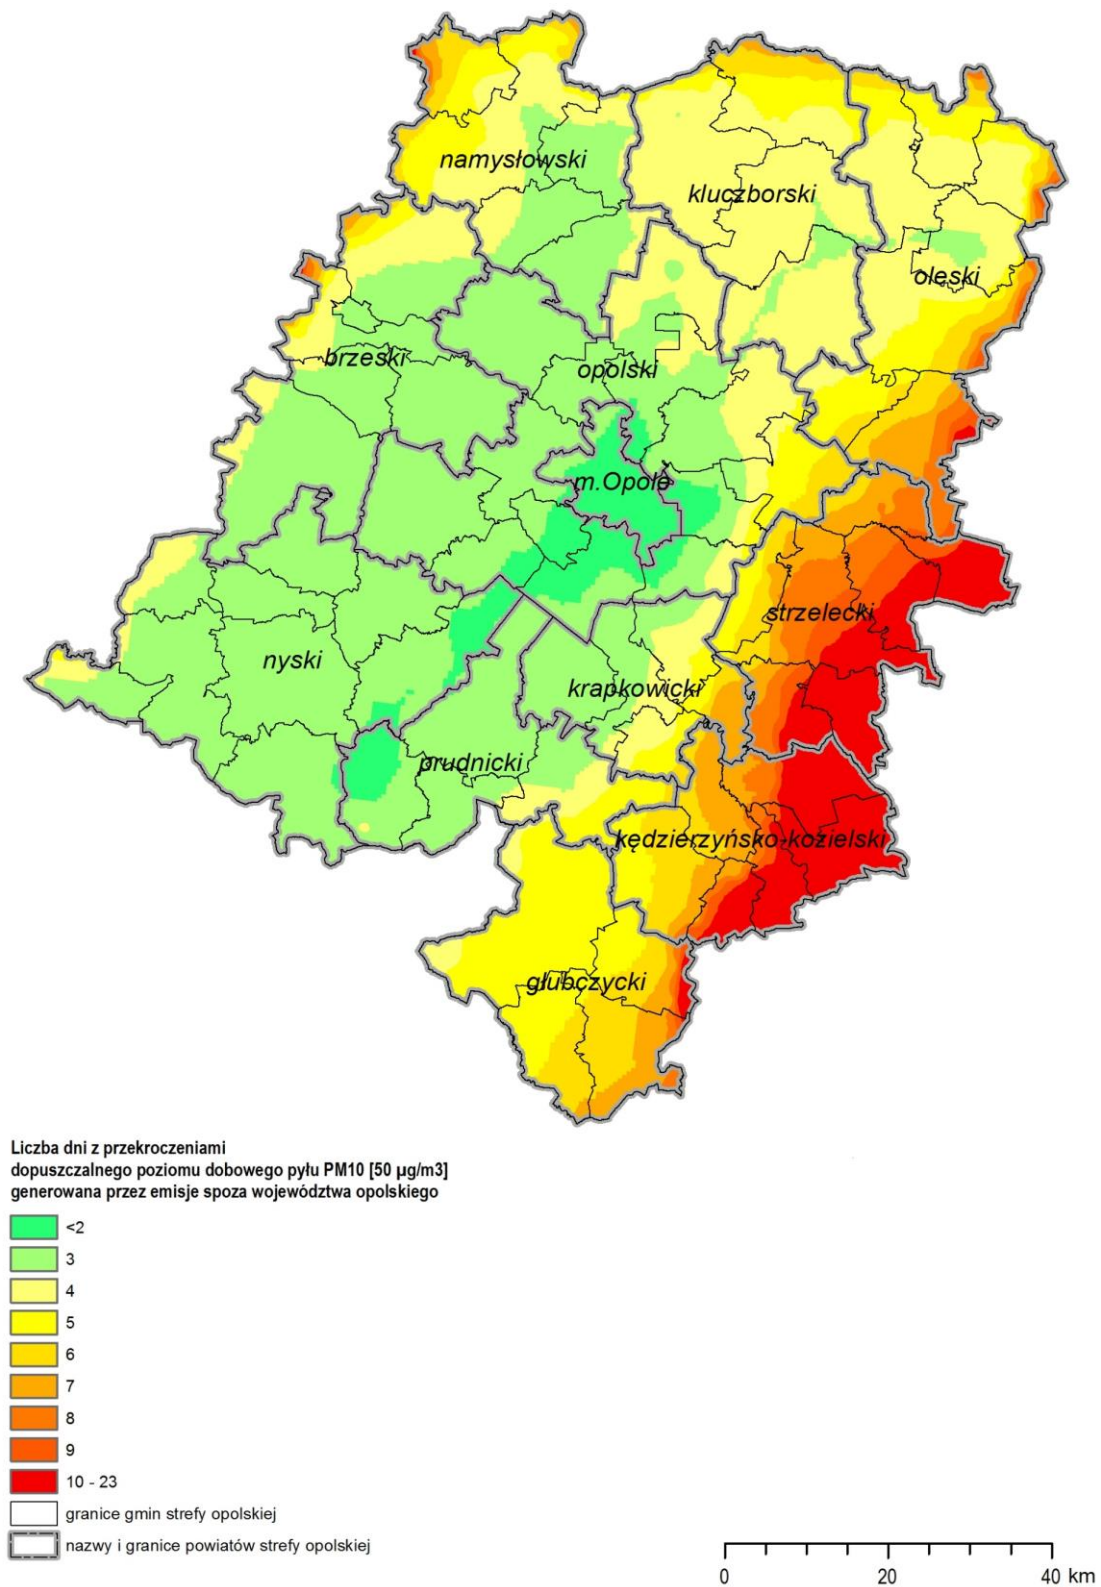 namysłowski
kluczborski
oleski
brzeski
opolski
m.Opole
strzelecki
nyski
krapkowicki
prudnicki
kędzierzyńsko-kozielski
głubczycki
Liczba dni z przekroczeniami
dopuszczalnego poziomu dobowego pyłu PM10 [50 µg/m3]
generowana przez emisje spoza województwa opolskiego
<2
3
4
5
6
7
8
9
10 - 23
granice gmin strefy opolskiej
nazwy i granice powiatów strefy opolskiej
0 20 40 km